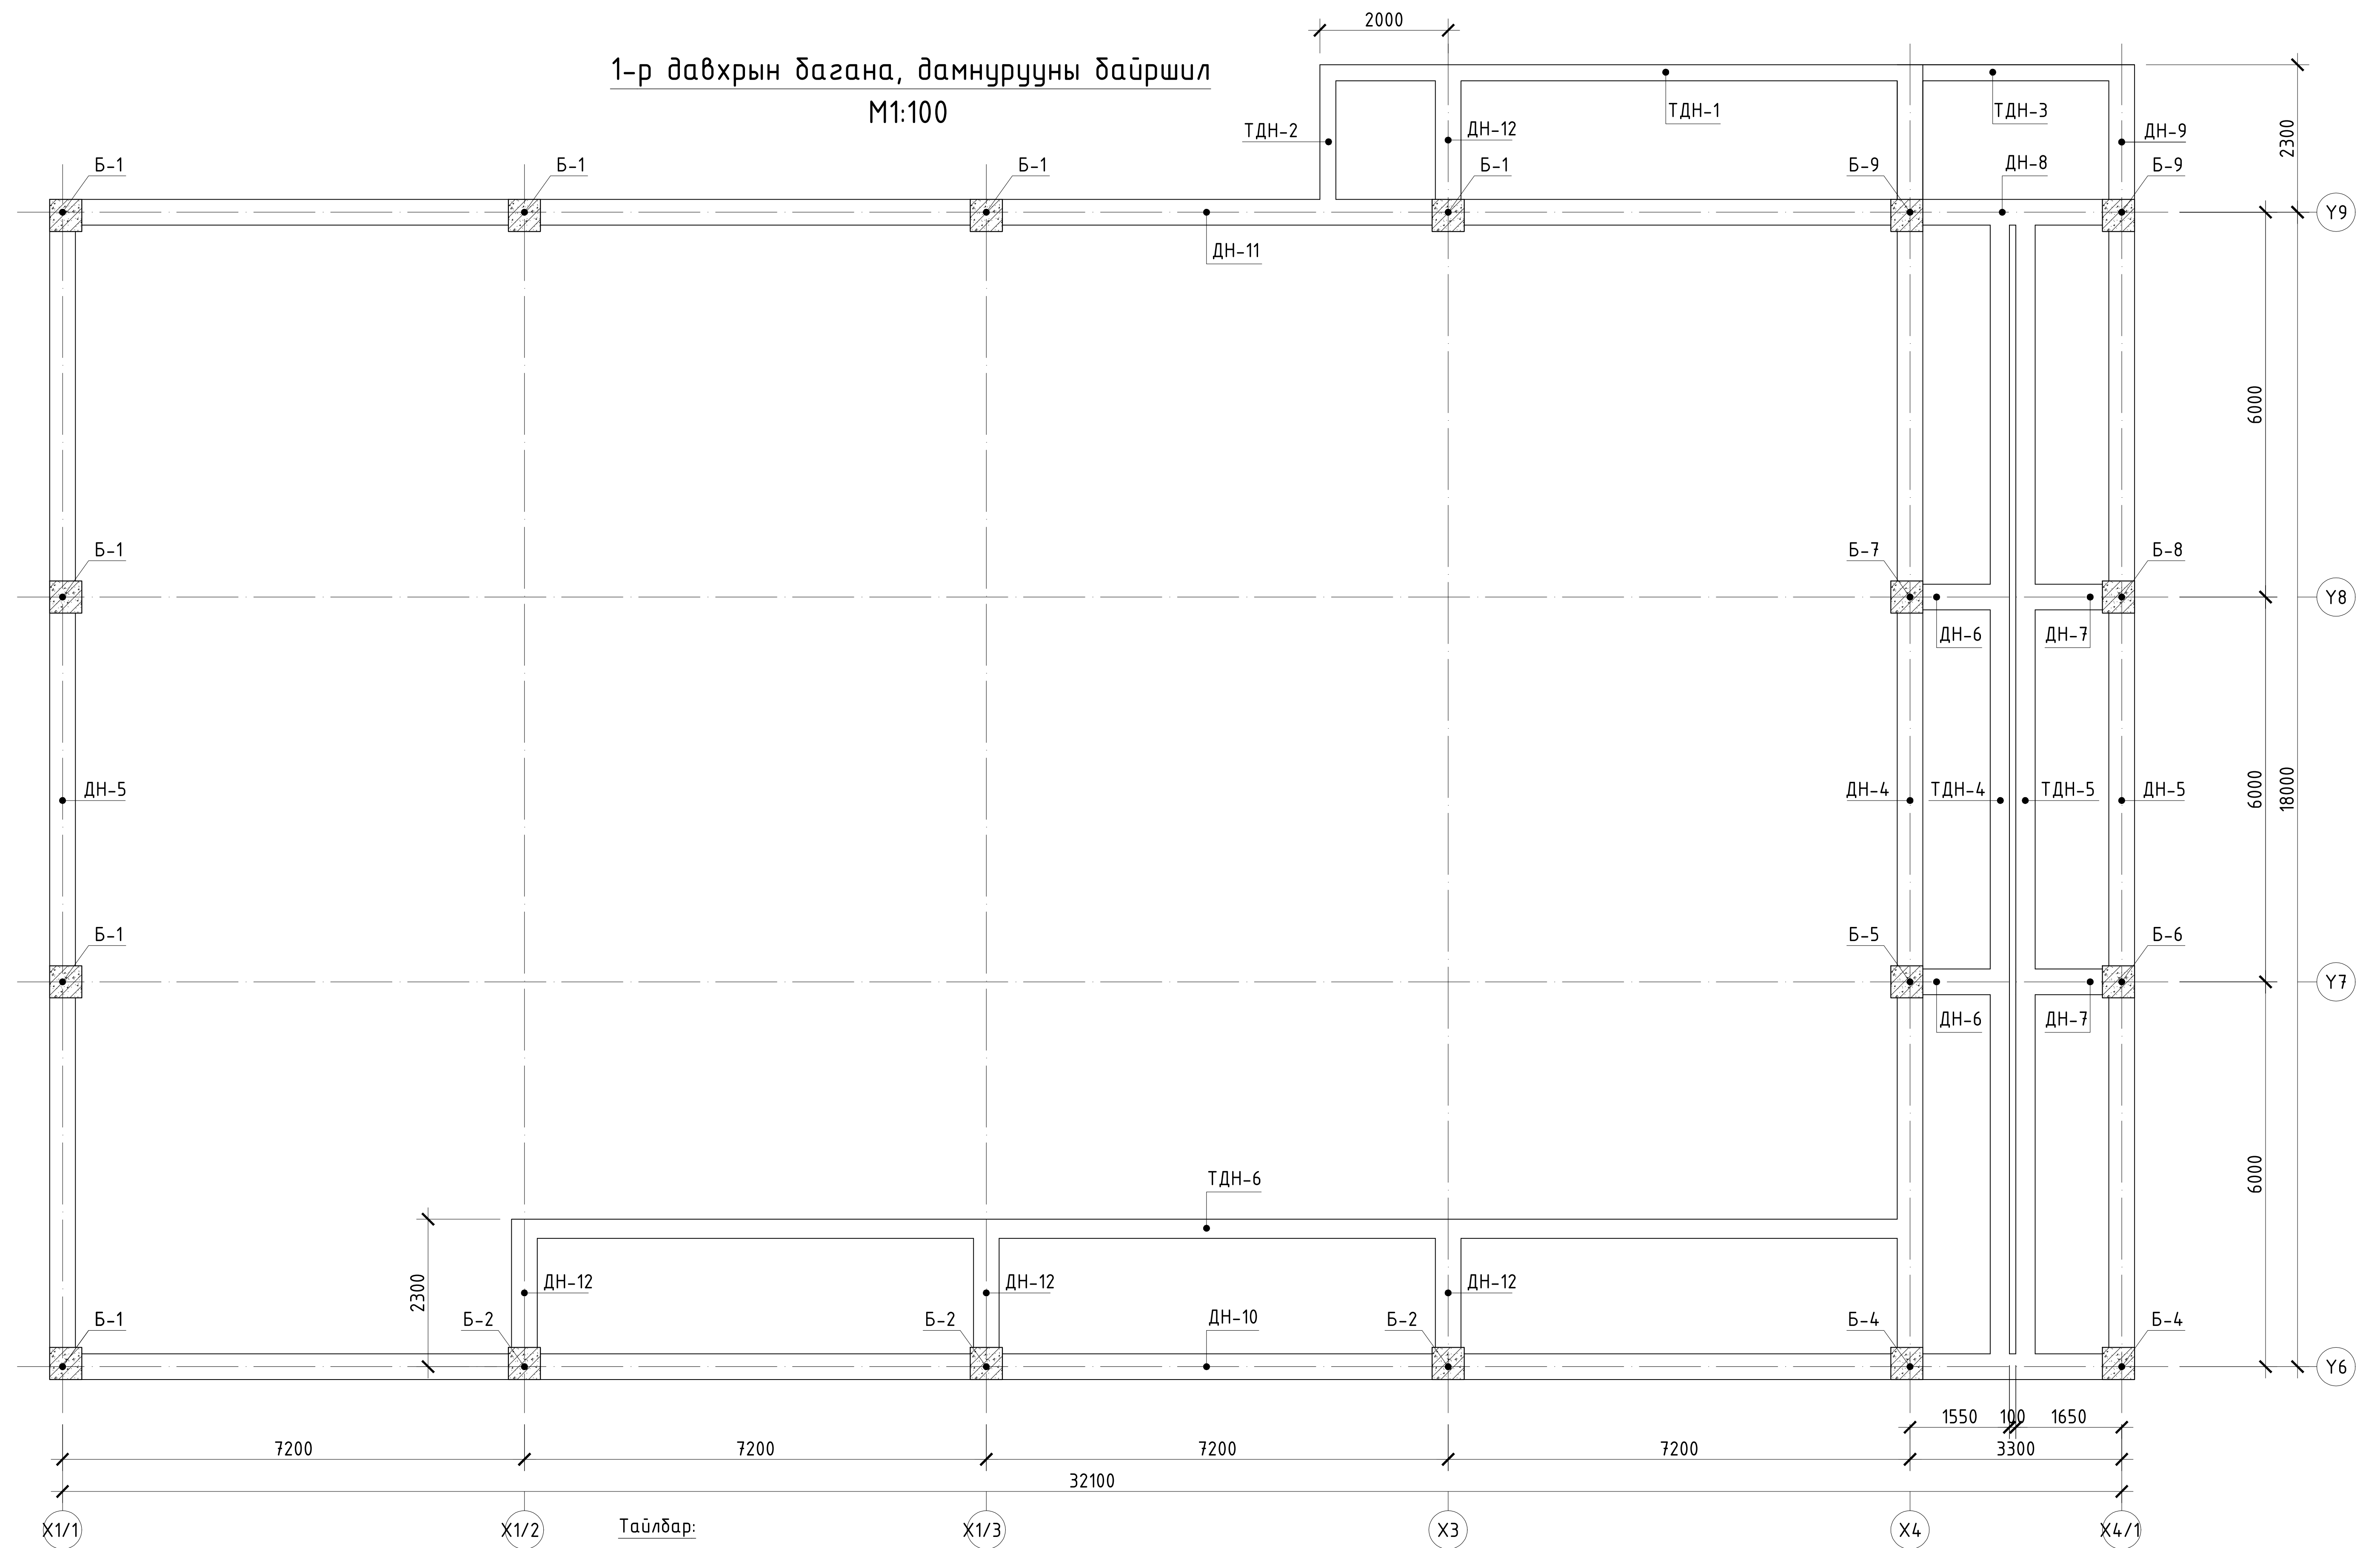 2000
1-р давхрын багана, дамнурууны байршил
М1:100
ТДН-1
ТДН-3
ТДН-2
ДН-12
ДН-9
2300
Б-1
Б-1
Б-1
Б-1
Б-9
ДН-8
Б-9
Y9
ДН-11
6000
Б-1
Б-7
Б-8
Y8
ДН-6
ДН-7
ДН-5
ДН-4
ТДН-4
ТДН-5
ДН-5
6000
18000
Б-1
Б-5
Б-6
Y7
ДН-6
ДН-7
ТДН-6
6000
2300
ДН-12
ДН-12
ДН-12
Б-1
Б-2
Б-2
ДН-10
Б-2
Б-4
Б-4
Y6
1550
100
1650
7200
7200
7200
7200
3300
32100
X1/1
X1/2
Тайлбар:
X1/3
X3
X4
X4/1